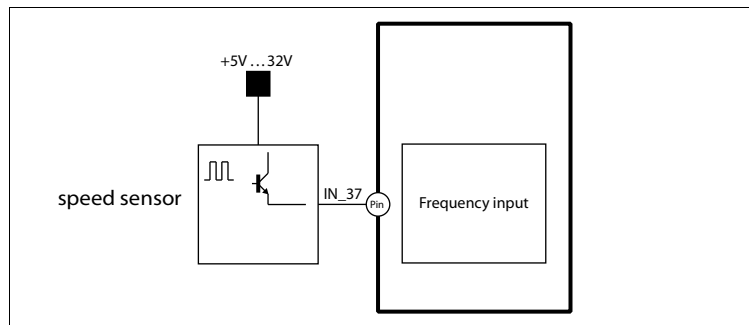 +5V ... 32V
speed sensor
IN_37
Pin
Frequency input